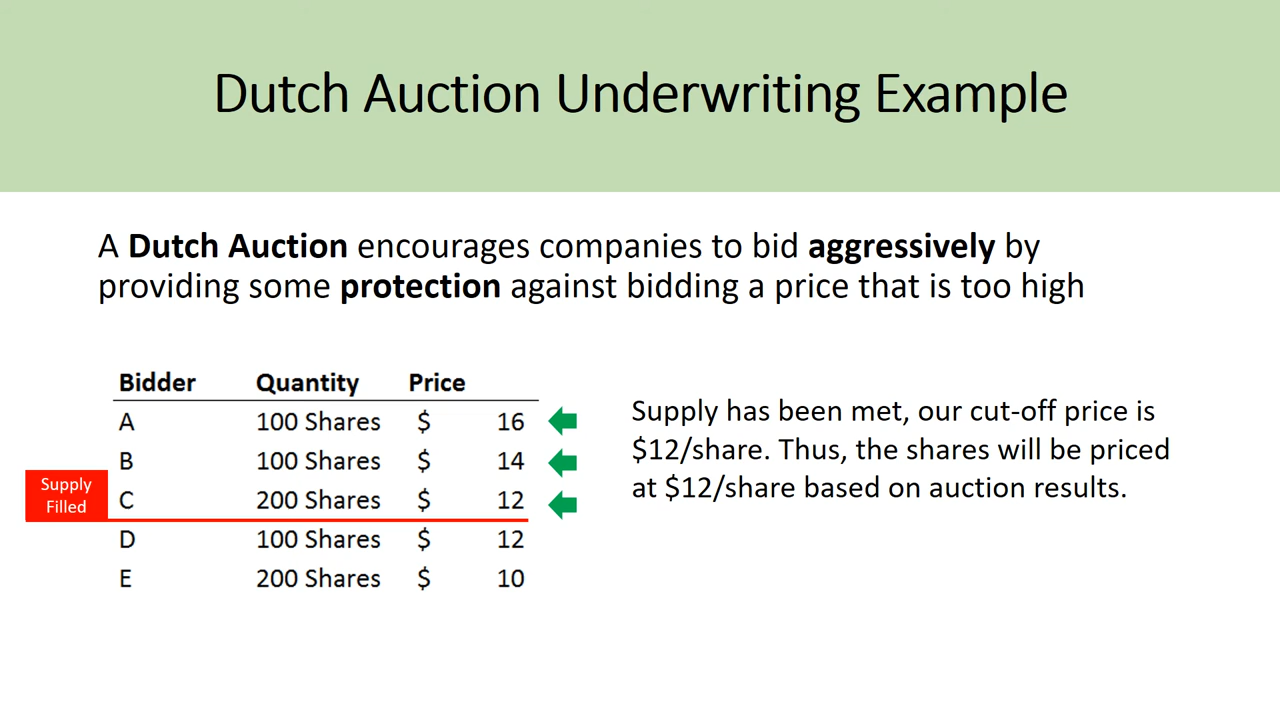 Dutch Auction Underwriting Example
A Dutch Auction encourages companies to bid aggressively by
providing some protection against bidding a price that is too high
Bidder Quantity Price
A 100 Shares $ 16
B 100 Shares $ 14
Supply
Filled
C 200 Shares $ 12
D 100 Shares $ 12
E 200 Shares $ 10
Supply has been met, our cut-off price is
$12/share. Thus, the shares will be priced
at $12/share based on auction results.